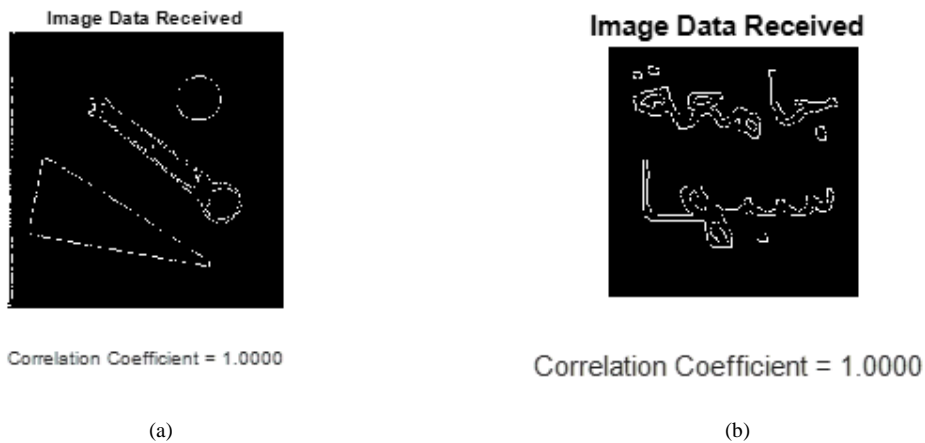 Image Data Received
Correlation Coefficient = 1.0000
(a)
Image Data Received
Correlation Coefficient = 1.0000
(b)